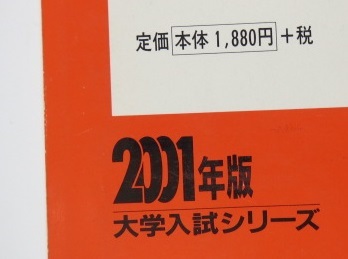 定価 本体 1,880円 +税
2001年版
大学入試シリーズ